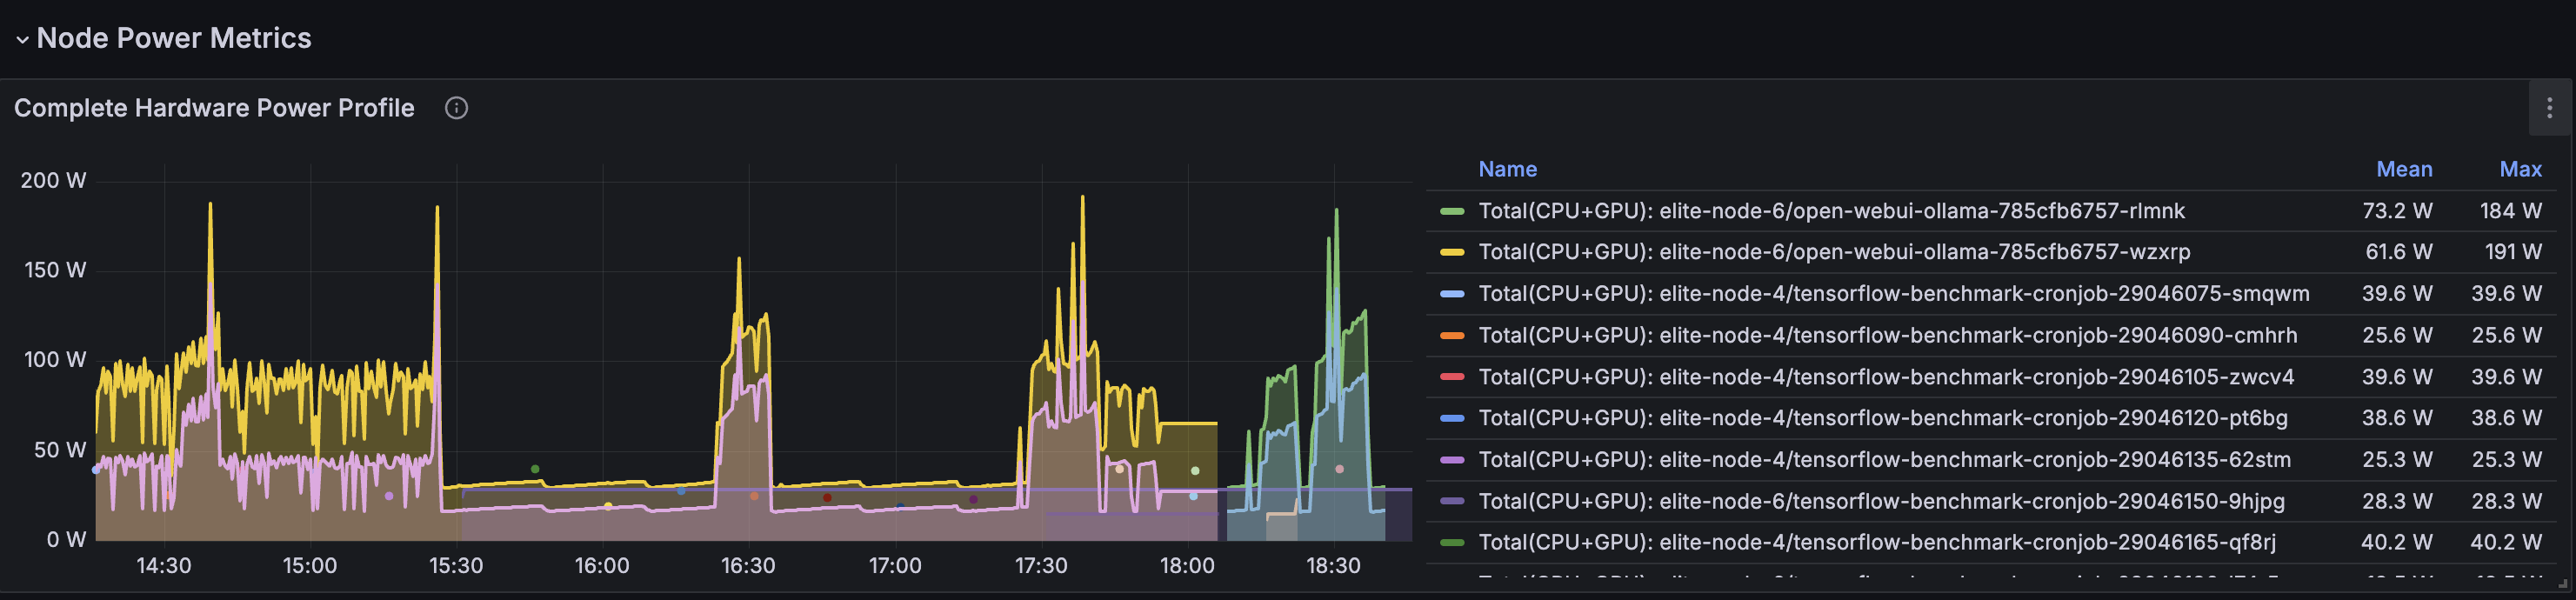 Node Power Metrics
Complete Hardware Power Profile
200 W
150 W
100 W
50 W
0 W
14:30 15:00 15:30 16:00 16:30 17:00 17:30 18:00 18:30
Name Mean Max
Total(CPU+GPU): elite-node-6/open-webui-ollama-785cfb6757-rlmnk 73.2 W 184 W
Total(CPU+GPU): elite-node-6/open-webui-ollama-785cfb6757-wzxrp 61.6 W 191 W
Total(CPU+GPU): elite-node-4/tensorflow-benchmark-cronjob-29046075-smqwm 39.6 W 39.6 W
Total(CPU+GPU): elite-node-4/tensorflow-benchmark-cronjob-29046090-cmhrh 25.6 W 25.6 W
Total(CPU+GPU): elite-node-4/tensorflow-benchmark-cronjob-29046105-zwcv4 39.6 W 39.6 W
Total(CPU+GPU): elite-node-4/tensorflow-benchmark-cronjob-29046120-pt6bg 38.6 W 38.6 W
Total(CPU+GPU): elite-node-4/tensorflow-benchmark-cronjob-29046135-62stm 25.3 W 25.3 W
Total(CPU+GPU): elite-node-6/tensorflow-benchmark-cronjob-29046150-9hjpg 28.3 W 28.3 W
Total(CPU+GPU): elite-node-4/tensorflow-benchmark-cronjob-29046165-qf8rj 40.2 W 40.2 W